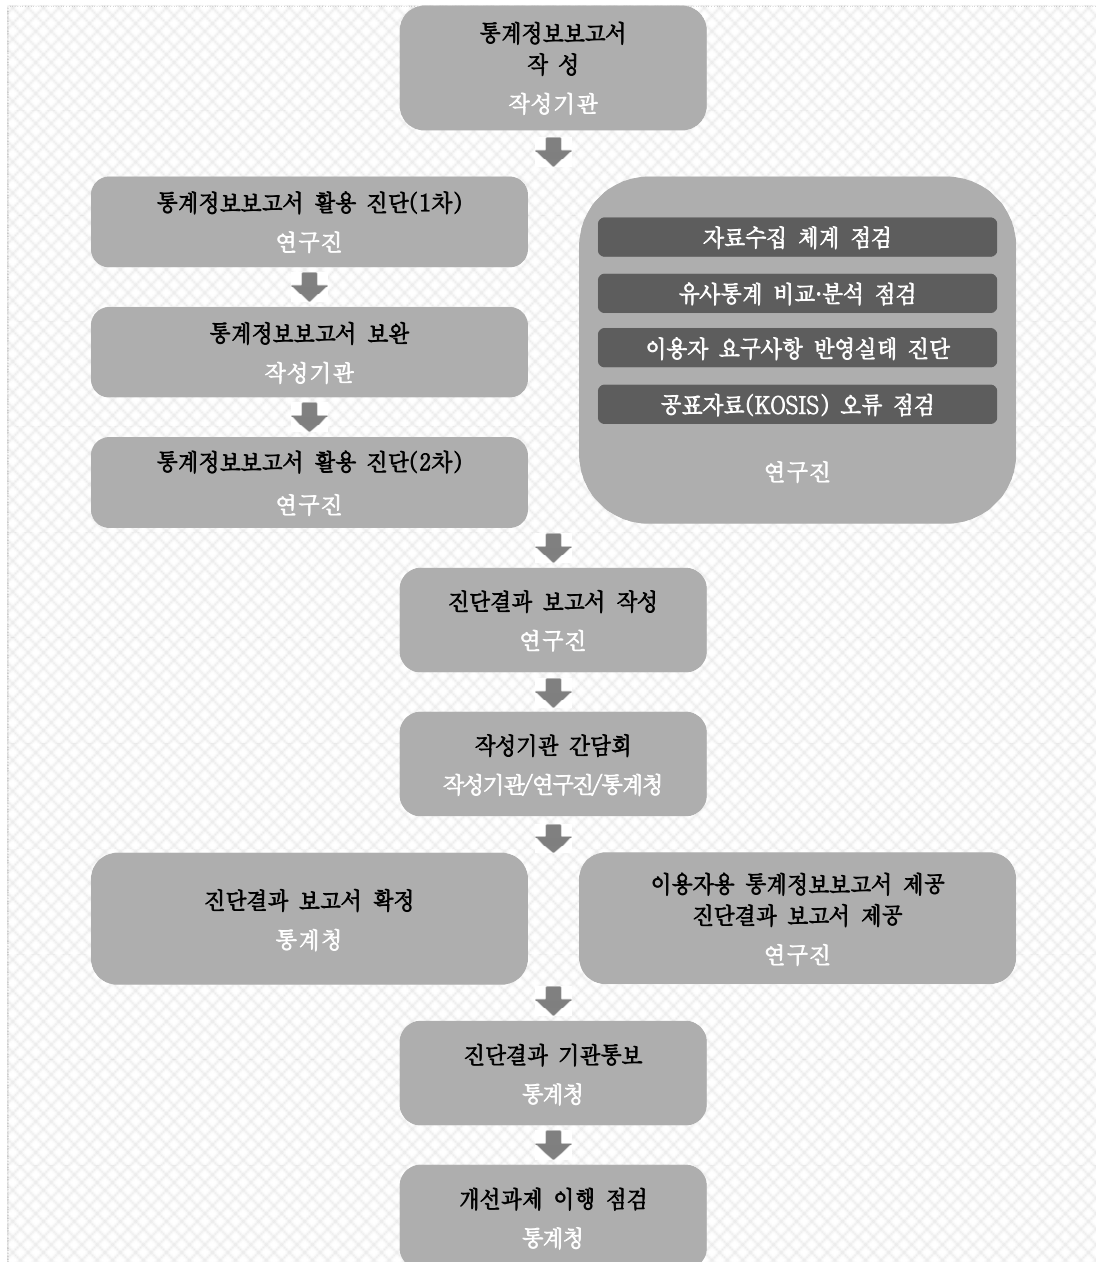 통계정보보고서
작 성
작성기관
통계정보보고서 활용 진단(1차)
연구진
통계정보보고서 보완
작성기관
통계정보보고서 활용 진단(2차)
연구진
자료수집 체계 점검
유사통계 비교·분석 점검
이용자 요구사항 반영실태 진단
공표자료(KOSIS) 오류 점검
연구진
진단결과 보고서 작성
연구진
작성기관 간담회
작성기관/연구진/통계청
진단결과 보고서 확정
통계청
이용자용 통계정보보고서 제공
진단결과 보고서 제공
연구진
진단결과 기관통보
통계청
개선과제 이행 점검
통계청